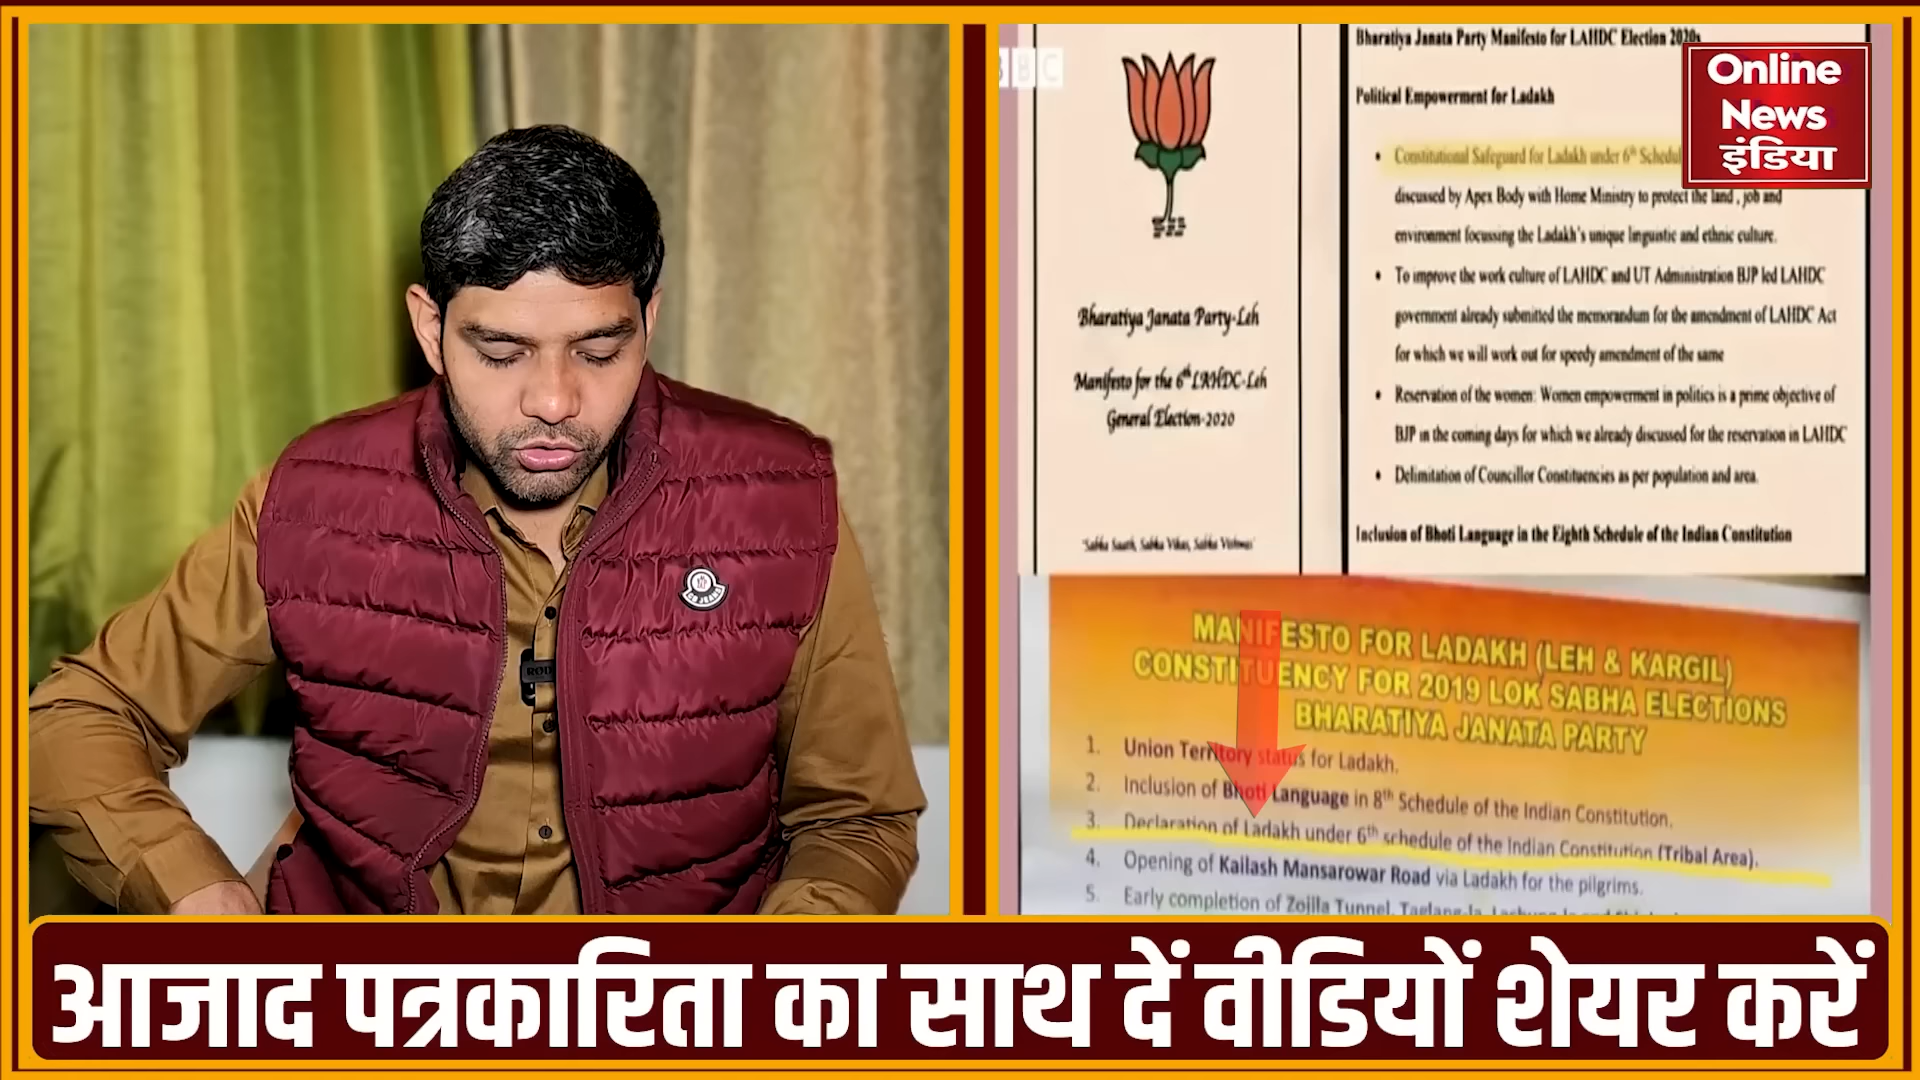 BBC
Online
News
इंडिया
Bharatiya Janata Party Manifesto for LAHDC Election 2020s
Political Empowerment for Ladakh
• Constitutional Safeguard for Ladakh under 6th Schedul
discussed by Apex Body with Home Ministry to protect the land , job and
environment focussing the Ladakh's unique linguistic and ethnic culture.
• To improve the work culture of LAHDC and UT Administration BJP led LAHDC
government already submitted the memorandum for the amendment of LAHDC Act
for which we will work out for speedy amendment of the same
• Reservation of the women: Women empowerment in politics is a prime objective of
BJP in the coming days for which we already discussed for the reservation in LAHDC
• Delimitation of Councillor Constituencies as per population and area.
Inclusion of Bhoti Language in the Eighth Schedule of the Indian Constitution
Bharatiya Janata Party-Leh
Manifesto for the 6th LAHDC-Leh
General Election-2020
"Sabka Saath, Sabka Vikas, Sabka Vishwas"
MANIFESTO FOR LADAKH (LEH & KARGIL)
CONSTITUENCY FOR 2019 LOK SABHA ELECTIONS
BHARATIYA JANATA PARTY
1. Union Territory status for Ladakh.
2. Inclusion of Bhoti Language in 8th Schedule of the Indian Constitution.
3. Declaration of Ladakh under 6th schedule of the Indian Constitution (Tribal Area).
4. Opening of Kailash Mansarowar Road via Ladakh for the pilgrims.
5. Early completion of Zojila Tunnel,
आजाद पत्रकारिता का साथ दें वीडियों शेयर करें